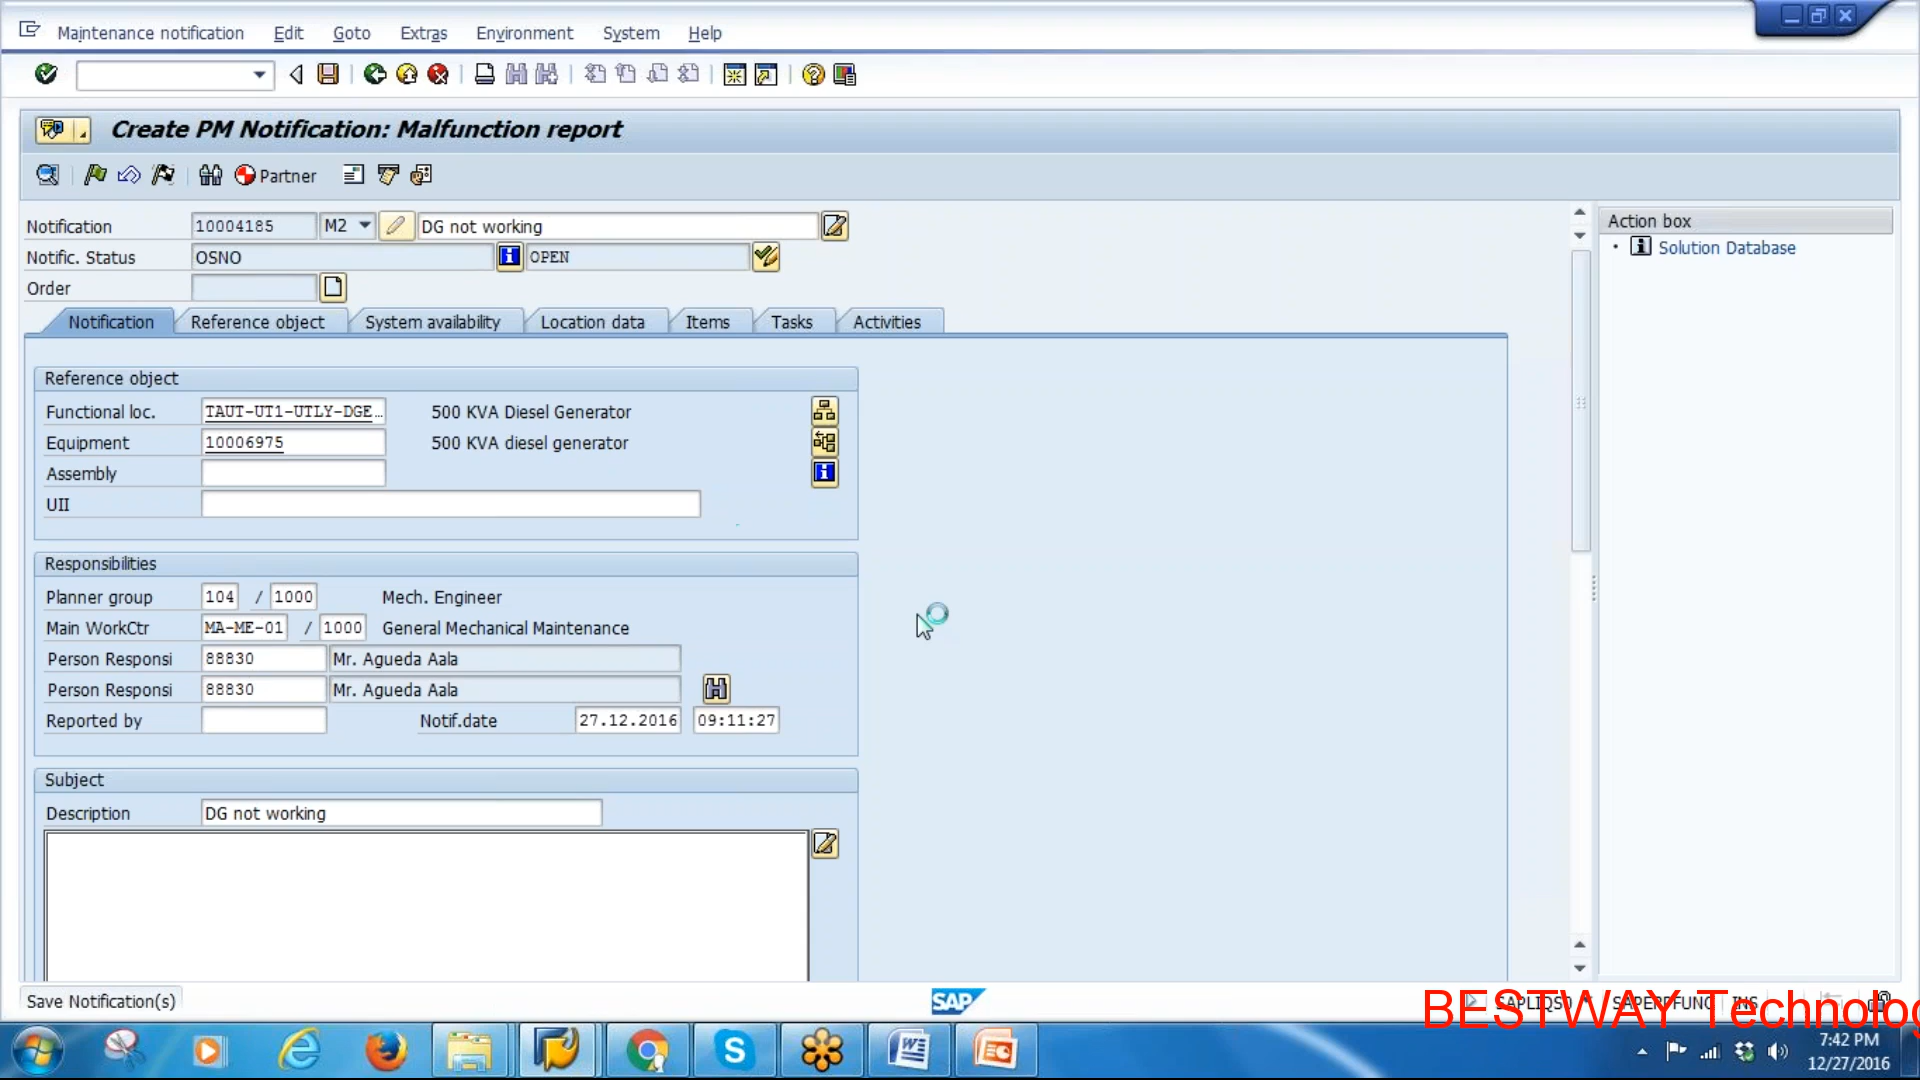 Maintenance notification Edit Goto Extras Environment System Help
Create PM Notification: Malfunction report
Partner
Notification 10004185 M2 DG not working
Notific. Status OSNO OPEN
Order
Notification Reference object System availability Location data Items Tasks Activities
Reference object
Functional loc. TAUT-UT1-UTLY-DGE… 500 KVA Diesel Generator
Equipment 10006975 500 KVA diesel generator
Assembly
UII
Responsibilities
Planner group 104 / 1000 Mech. Engineer
Main WorkCtr MA-ME-01 / 1000 General Mechanical Maintenance
Person Responsi 88830 Mr. Agueda Aala
Person Responsi 88830 Mr. Agueda Aala
Reported by Notif.date 27.12.2016 09:11:27
Subject
Description DG not working
Action box
Solution Database
Save Notification(s)
SAP
BESTWAY Technolog
INS
7:42 PM
12/27/2016